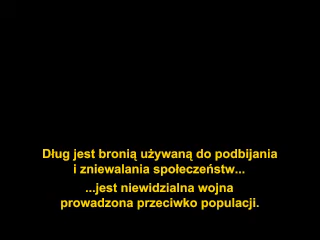 Dług jest bronią używaną do podbijania
i zniewalania społeczeństw...
...jest niewidzialna wojna
prowadzona przeciwko populacji.